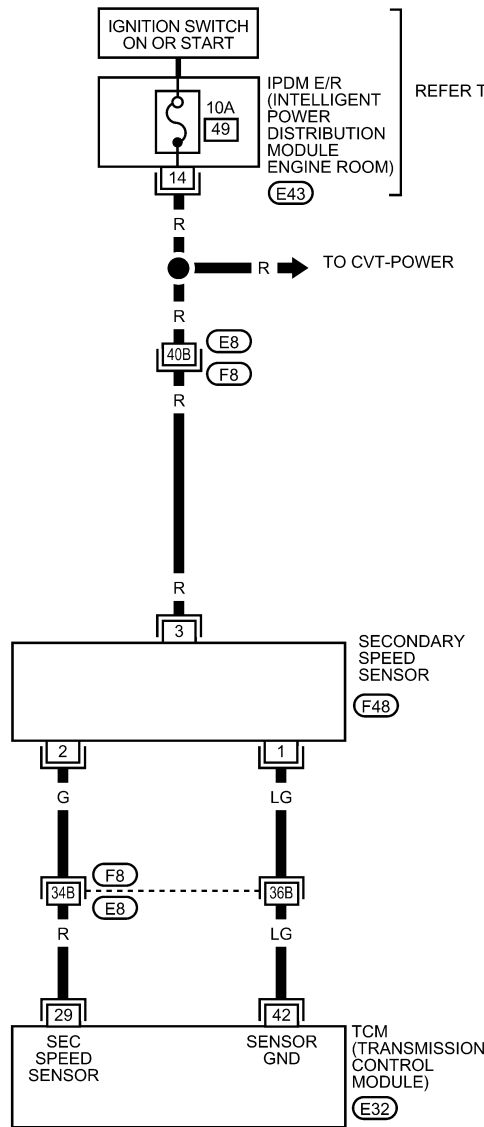 IGNITION SWITCH
ON OR START
REFER T
IPDM E/R
(INTELLIGENT
POWER
DISTRIBUTION
MODULE
ENGINE ROOM)
10A
49
14
E43
R
R
TO CVT-POWER
R
40B
E8
F8
R
R
3
SECONDARY
SPEED
SENSOR
F48
2
1
G
LG
34B
F8
E8
36B
R
LG
29
42
SEC
SPEED
SENSOR
SENSOR
GND
TCM
(TRANSMISSION
CONTROL
MODULE)
E32